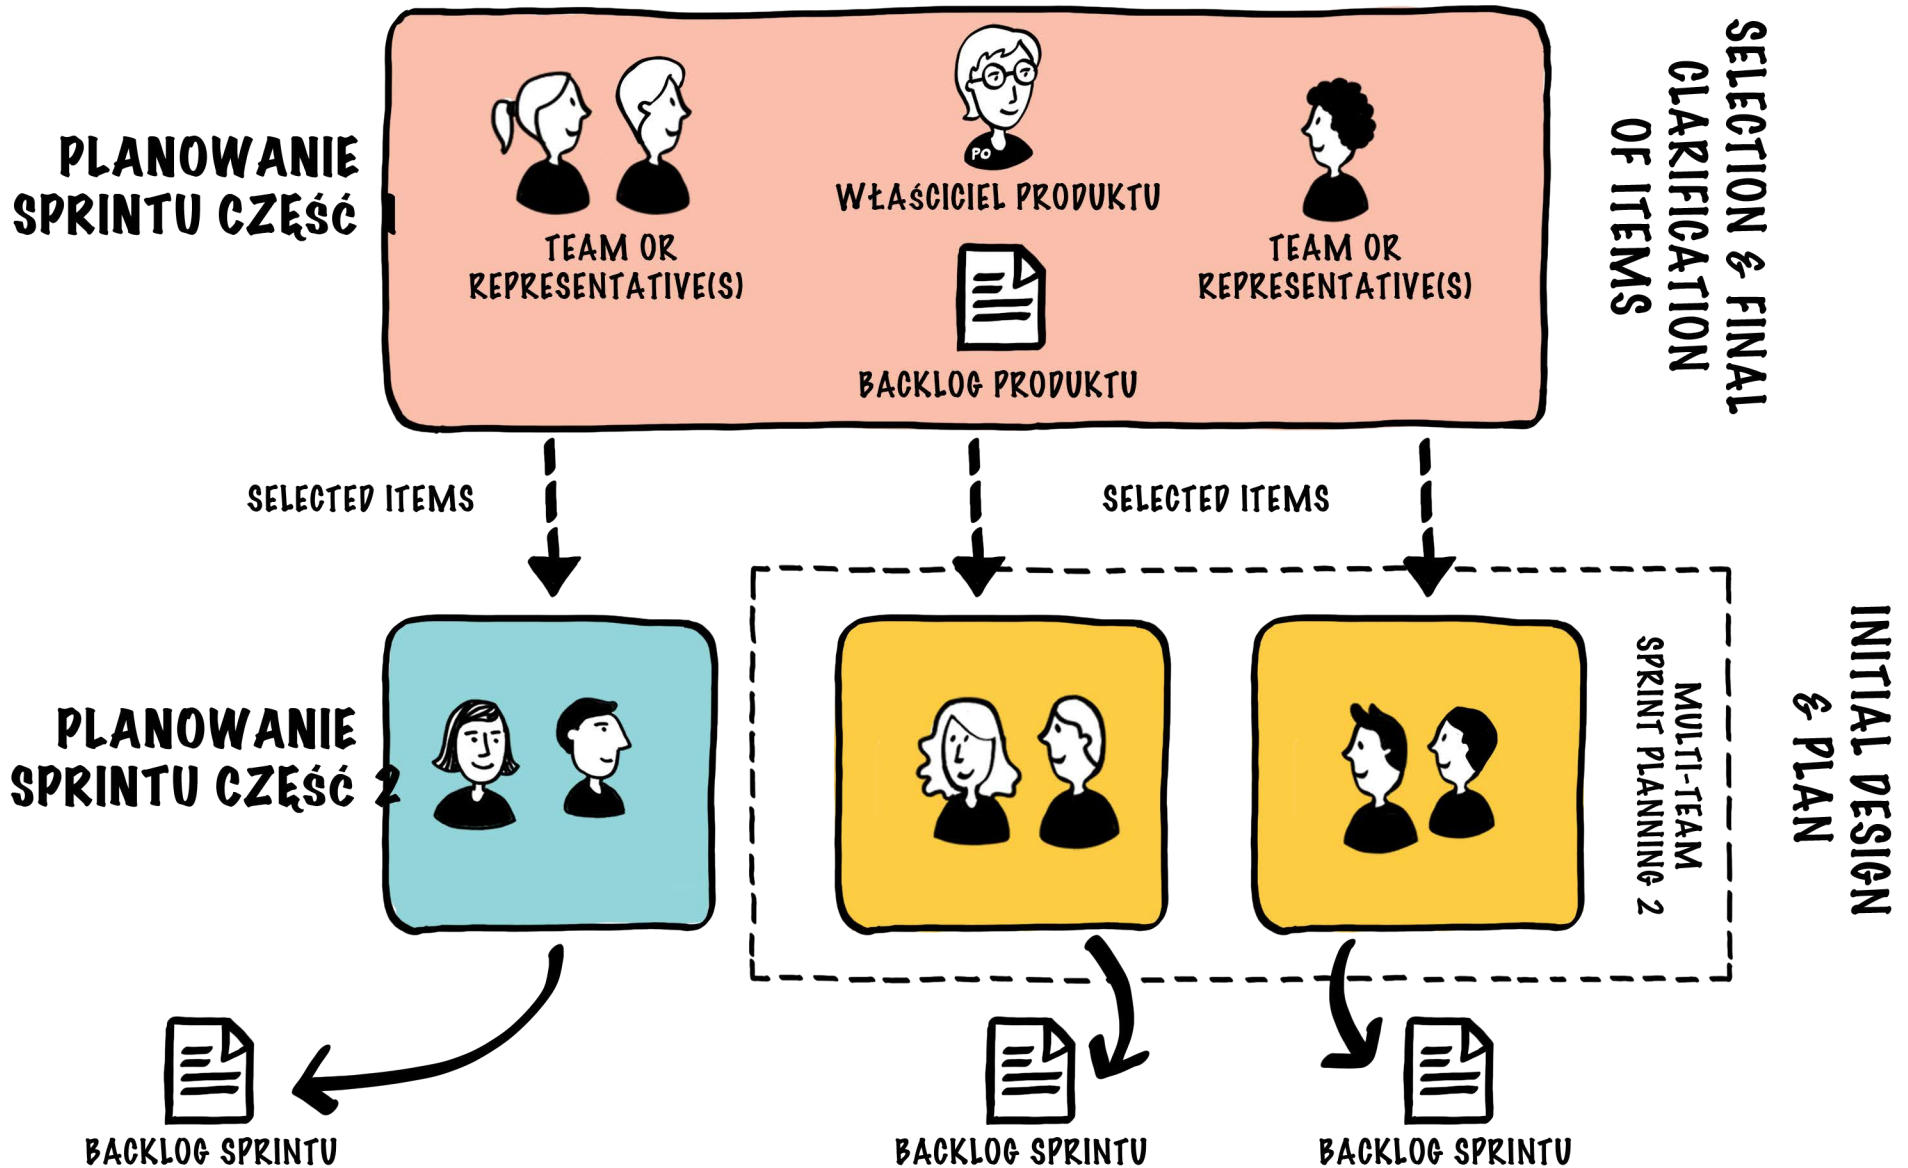 PLANOWANIE
SPRINTU CZĘŚĆ 1
PO
WŁAŚCICIEL PRODUKTU
TEAM OR
REPRESENTATIVE(S)
TEAM OR
REPRESENTATIVE(S)
BACKLOG PRODUKTU
SELECTION & FINAL
CLARIFICATION
OF ITEMS
SELECTED ITEMS
SELECTED ITEMS
PLANOWANIE
SPRINTU CZĘŚĆ 2
MULTI-TEAM
SPRINT PLANNING 2
INITIAL DESIGN
& PLAN
BACKLOG SPRINTU
BACKLOG SPRINTU
BACKLOG SPRINTU